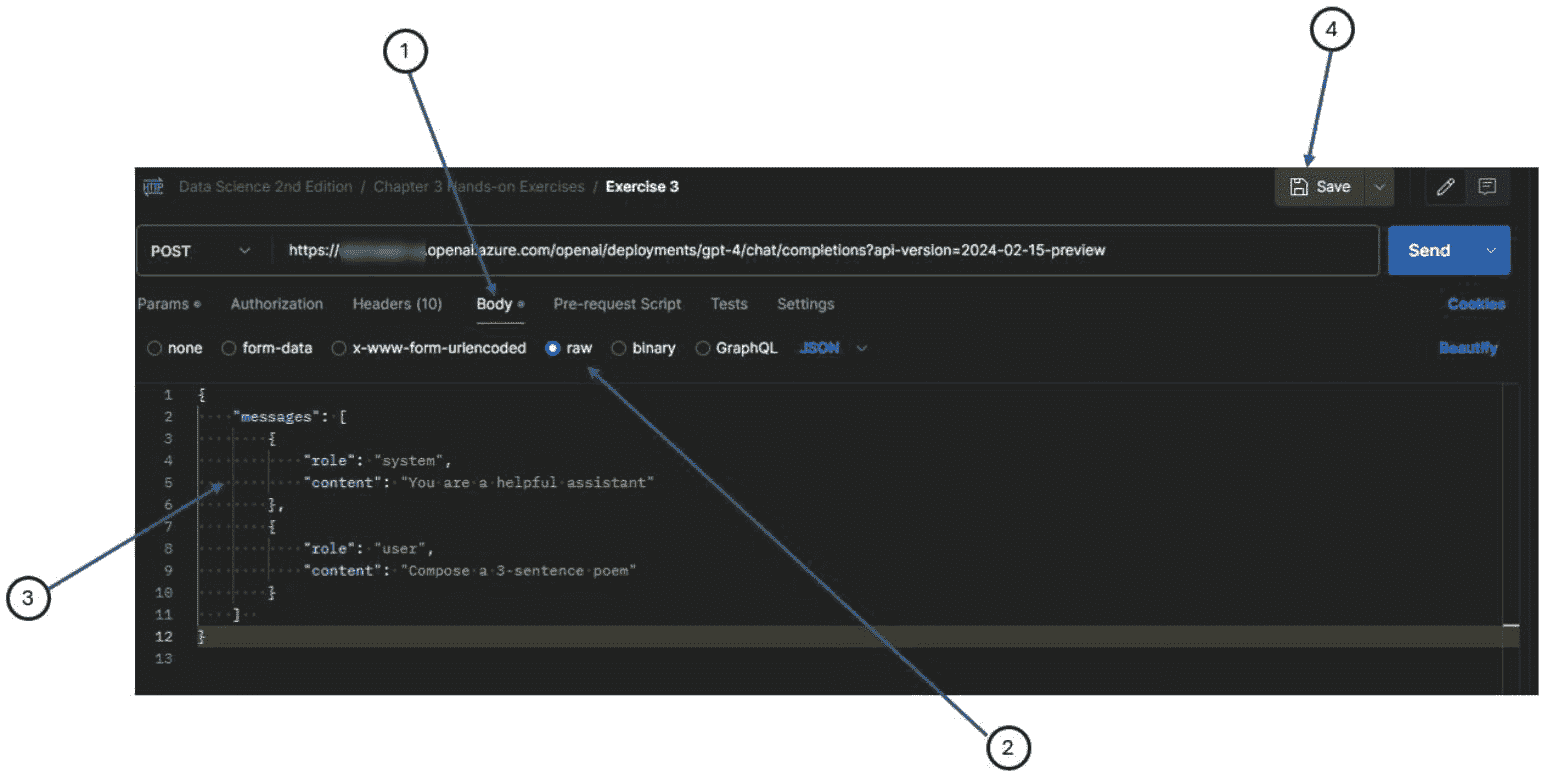 1
4
HTTP Data Science 2nd Edition / Chapter 3 Hands-on Exercises / Exercise 3 Save
POST https://.openai.azure.com/openai/deployments/gpt-4/chat/completions?api-version=2024-02-15-preview Send
Params Authorization Headers (10) Body Pre-request Script Tests Settings Cookies
none form-data x-www-form-urlencoded raw binary GraphQL JSON Beautify
1 {
2 "messages": [
3 {
4 "role": "system",
5 "content": "You are a helpful assistant"
6 },
7 {
8 "role": "user",
9 "content": "Compose a 3-sentence poem"
10 }
11 ]
12 }
13
3
2